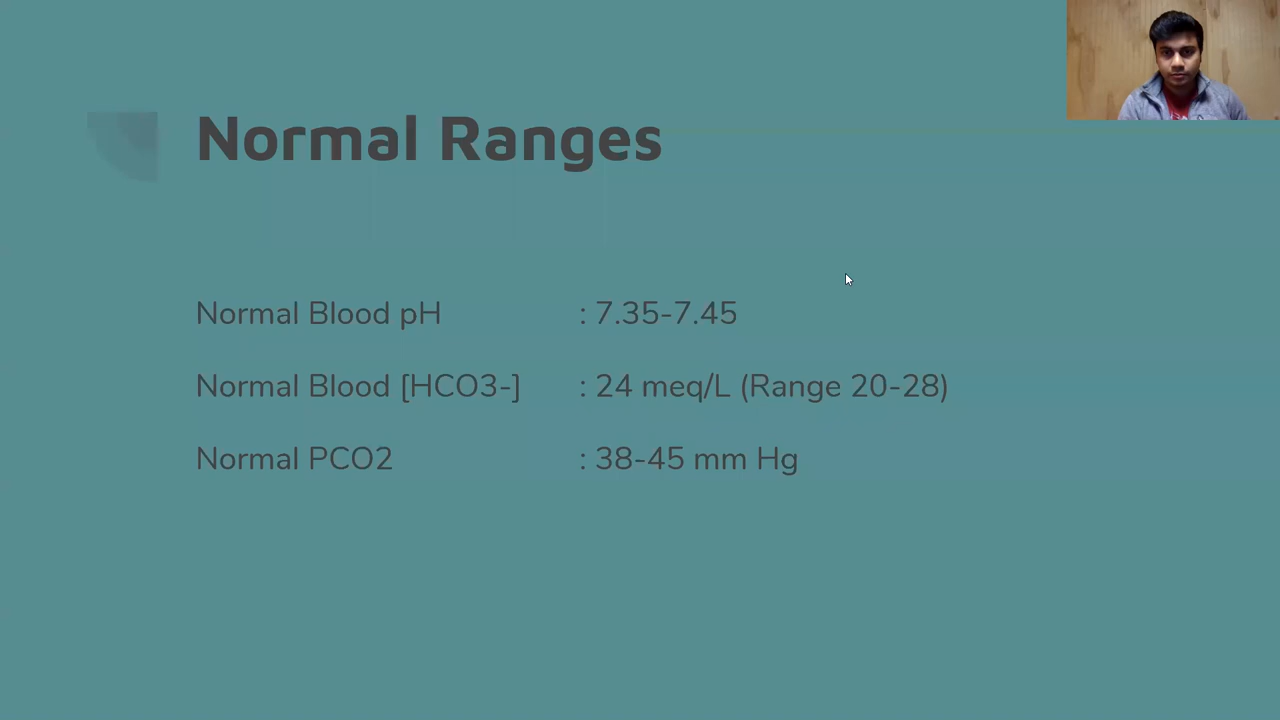 Normal Ranges
Normal Blood pH : 7.35-7.45
Normal Blood [HCO3-] : 24 meq/L (Range 20-28)
Normal PCO2 : 38-45 mm Hg